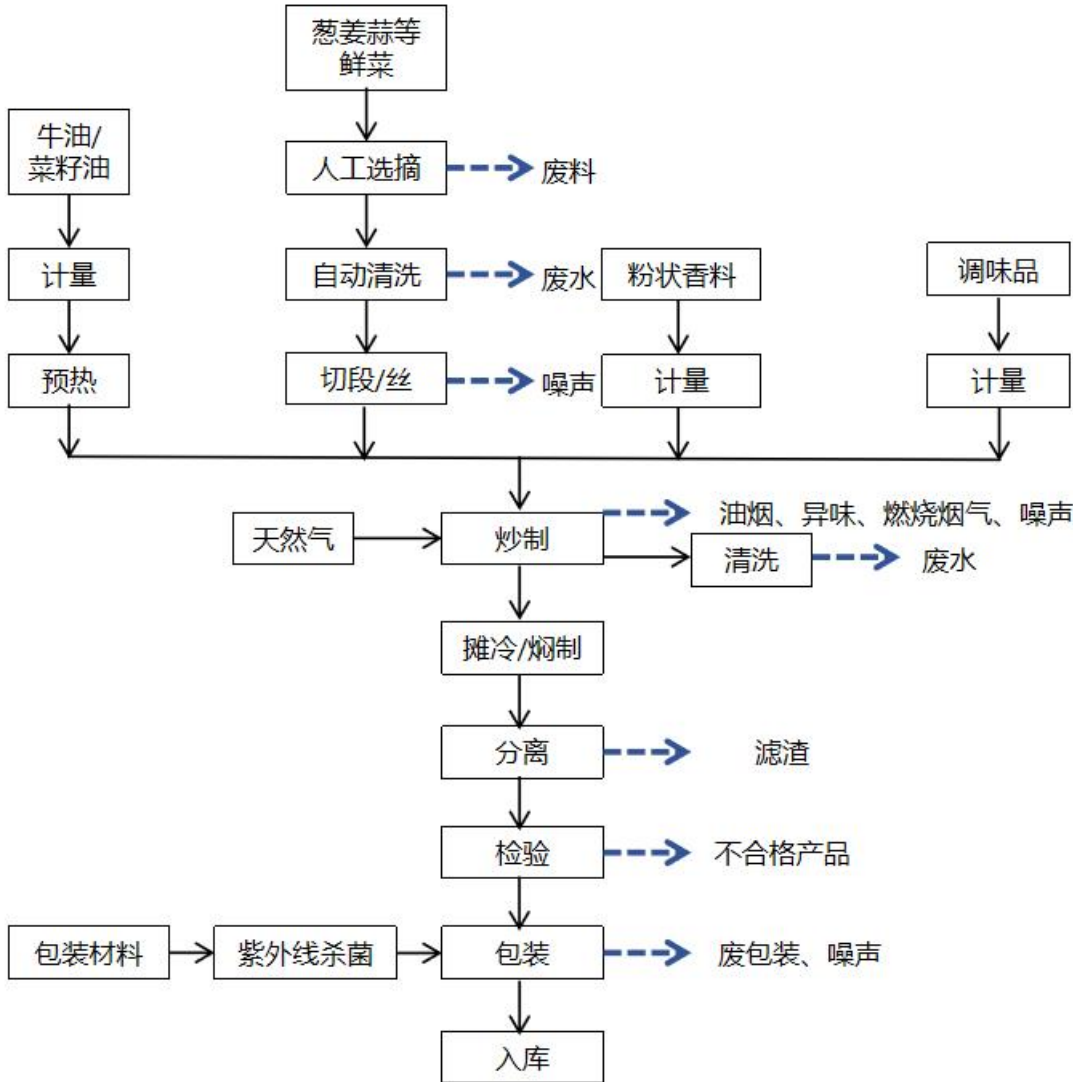 葱姜蒜等
鲜菜
牛油/
菜籽油
人工选摘
废料
计量
自动清洗
废水
粉状香料
调味品
预热
切段/丝
噪声
计量
计量
油烟、异味、燃烧烟气、噪声
天然气
炒制
清洗
废水
摊冷/焖制
分离
滤渣
检验
不合格产品
包装材料
紫外线杀菌
包装
废包装、噪声
入库